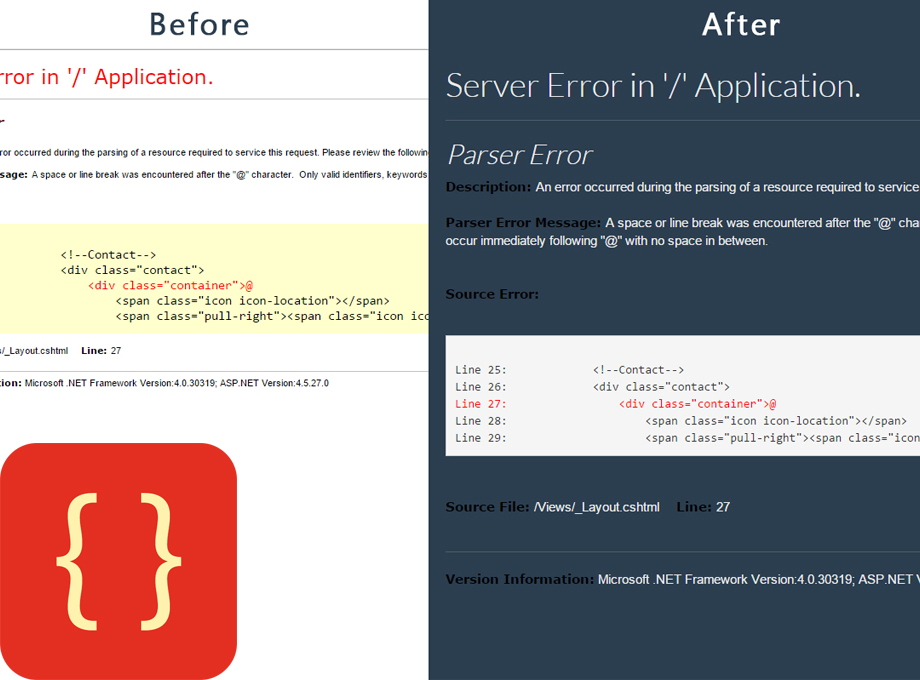 Before
rror in '/' Application.
r
ror occurred during the parsing of a resource required to service this request. Please review the following
sage: A space or line break was encountered after the "@" character.  Only valid identifiers, keywords
<!--Contact-->
<div class="contact">
<div class="container">@
<span class="icon icon-location"></span>
<span class="pull-right"><span class="icon ico
s/_Layout.cshtml    Line: 27
tion: Microsoft .NET Framework Version:4.0.30319; ASP.NET Version:4.5.27.0
{ }
After
Server Error in '/' Application.
Parser Error
Description: An error occurred during the parsing of a resource required to service
Parser Error Message: A space or line break was encountered after the "@" cha
occur immediately following "@" with no space in between.
Source Error:
Line 25:            <!--Contact-->
Line 26:            <div class="contact">
Line 27:                <div class="container">@
Line 28:                    <span class="icon icon-location"></span>
Line 29:                    <span class="pull-right"><span class="icon
Source File: /Views/_Layout.cshtml    Line: 27
Version Information: Microsoft .NET Framework Version:4.0.30319; ASP.NET V